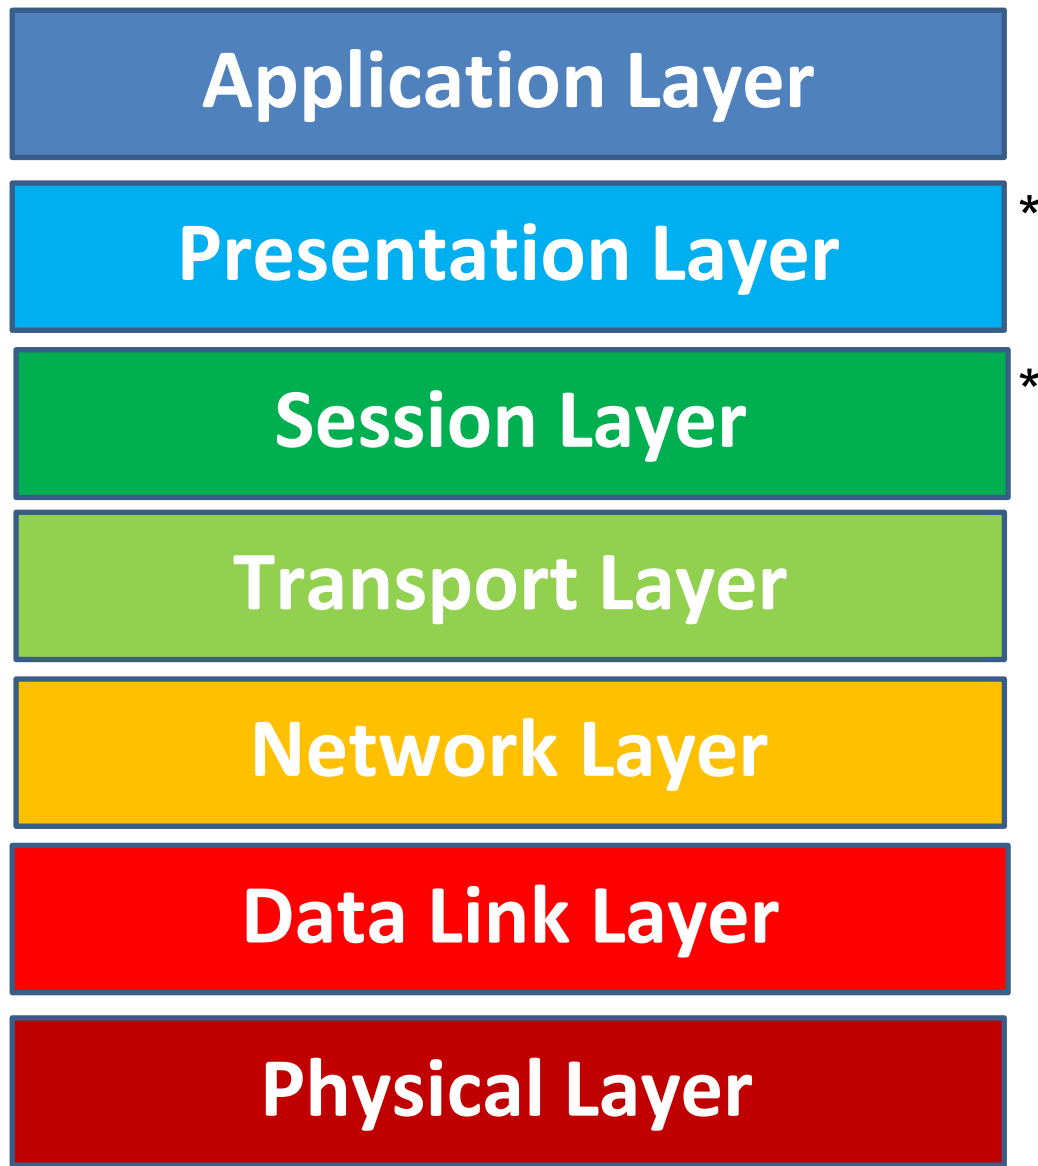 Application Layer
Presentation Layer *
Session Layer *
Transport Layer
Network Layer
Data Link Layer
Physical Layer